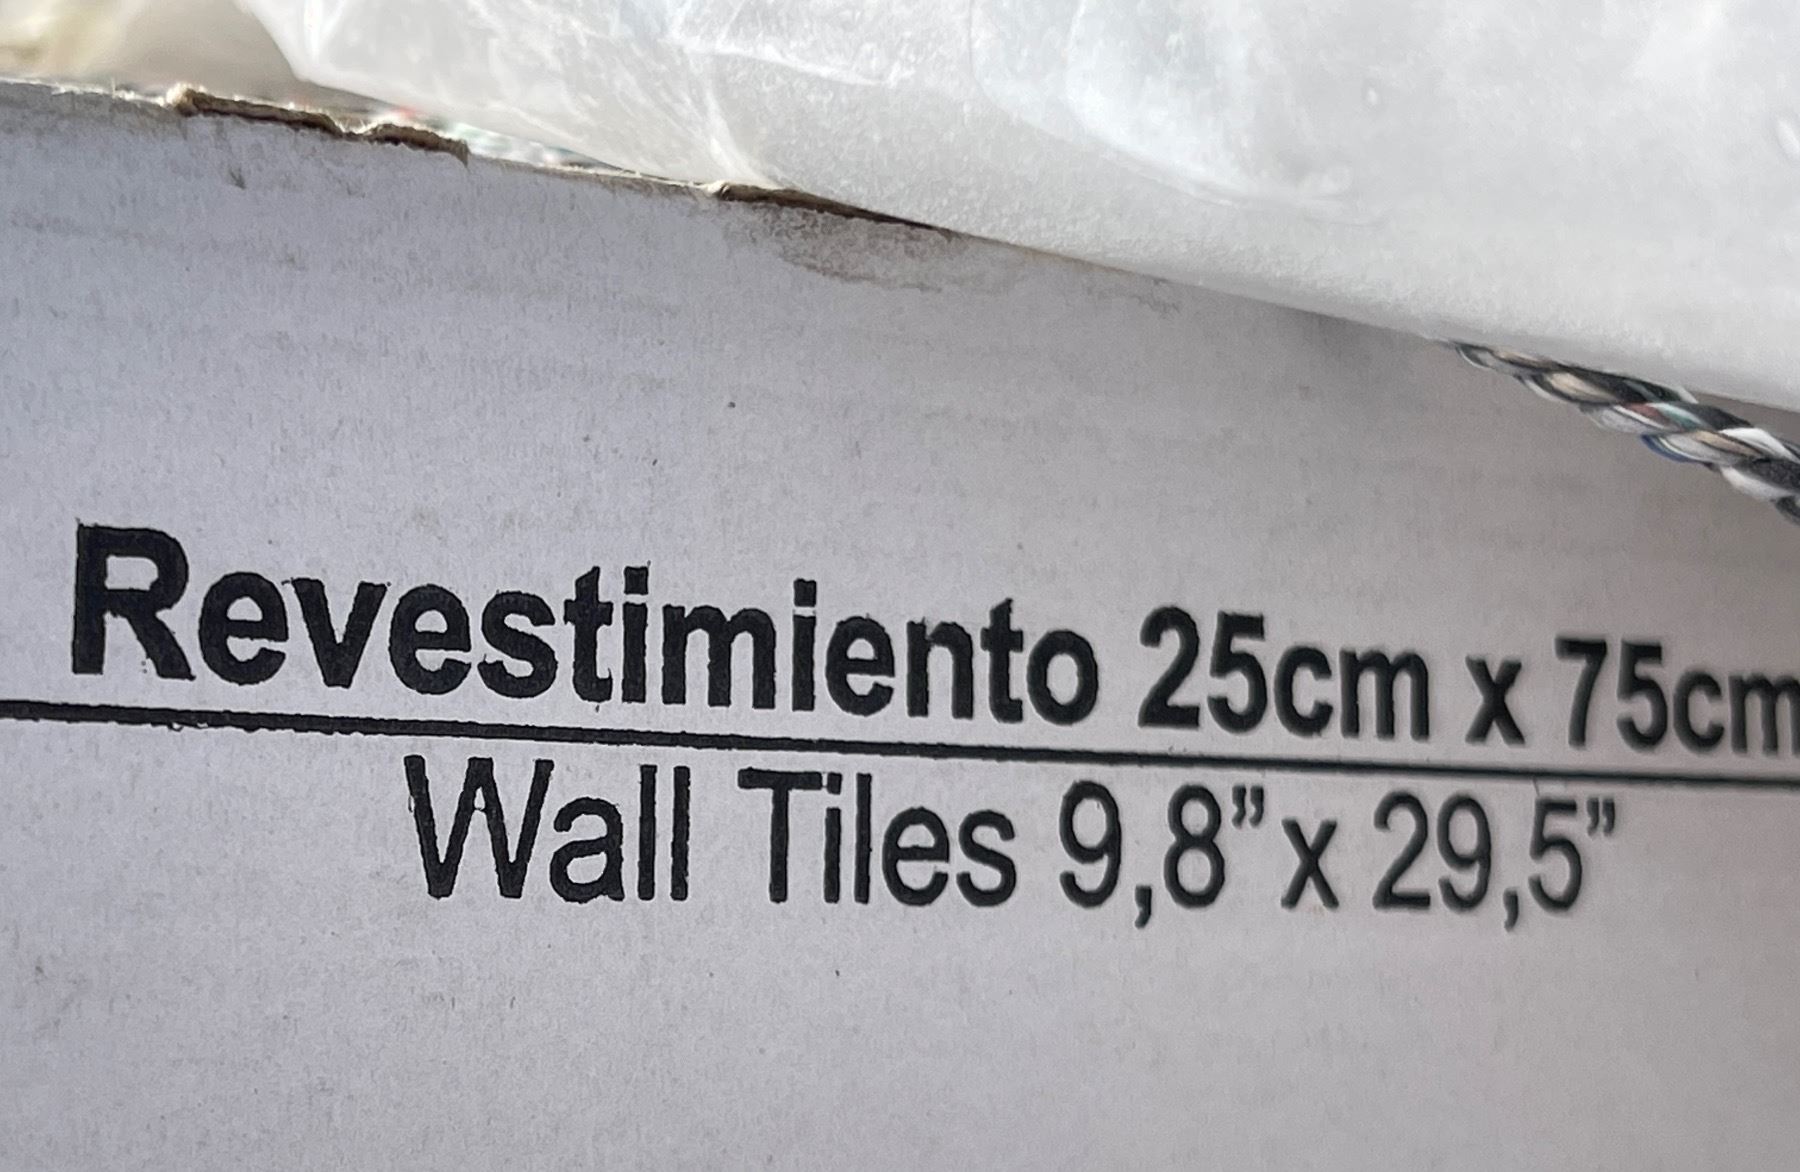 Revestimiento 25cm x 75cm
Wall Tiles 9,8” x 29,5”